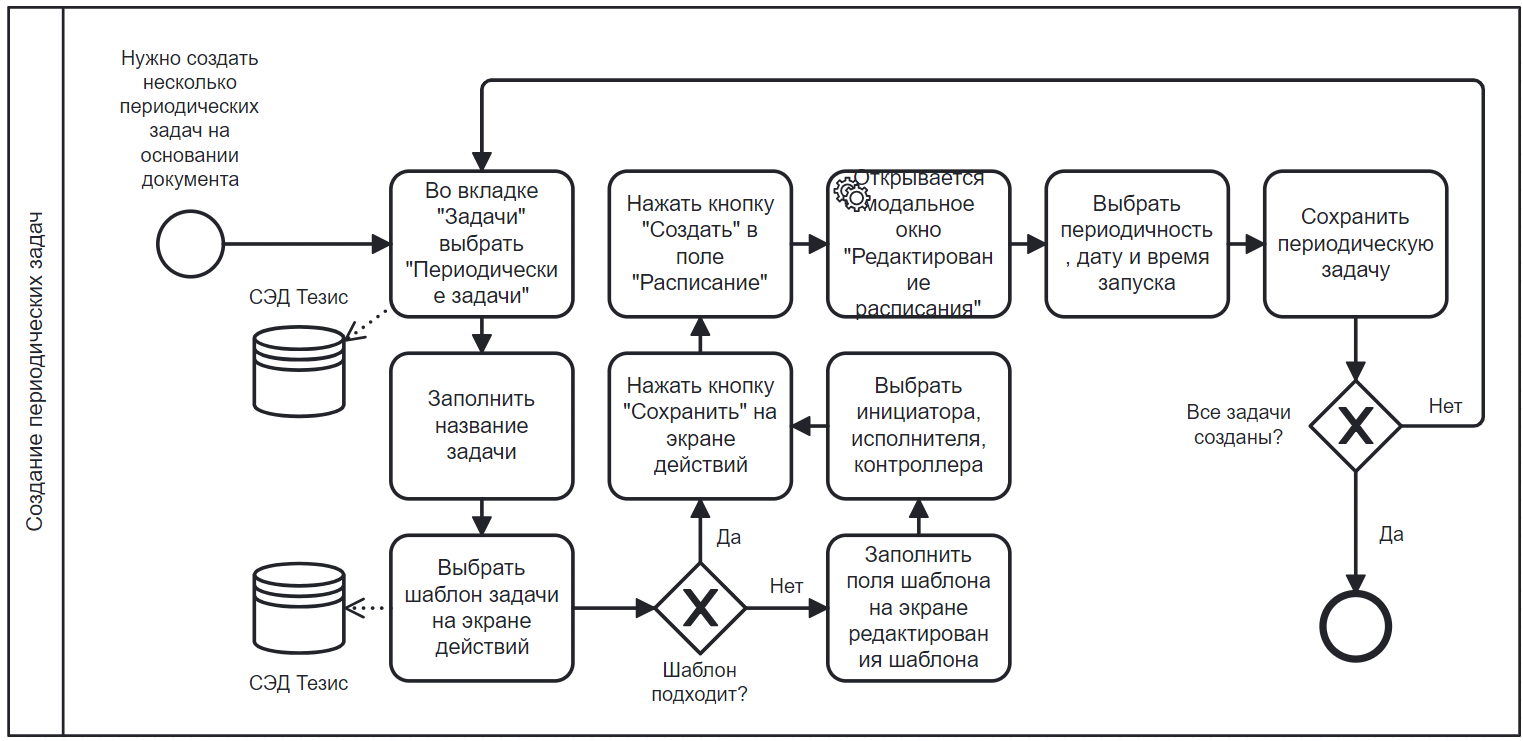 Создание периодических задач
Нужно создать
несколько
периодических
задач на
основании
документа
Во вкладке
"Задачи"
выбрать
"Периодически
е задачи"
СЭД Тезис
Заполнить
название
задачи
Выбрать
шаблон задачи
на экране
действий
СЭД Тезис
Шаблон
подходит?
Да
Нет
Заполнить
поля шаблона
на экране
редактирован
ия шаблона
Выбрать
инициатора,
исполнителя,
контроллера
Нажать кнопку
"Сохранить" на
экране
действий
Нажать кнопку
"Создать" в
поле
"Расписание"
Открывается
модальное
окно
"Редактирован
ие
расписания"
Выбрать
периодичность
, дату и время
запуска
Сохранить
периодическую
задачу
Все задачи
созданы?
Нет
Да